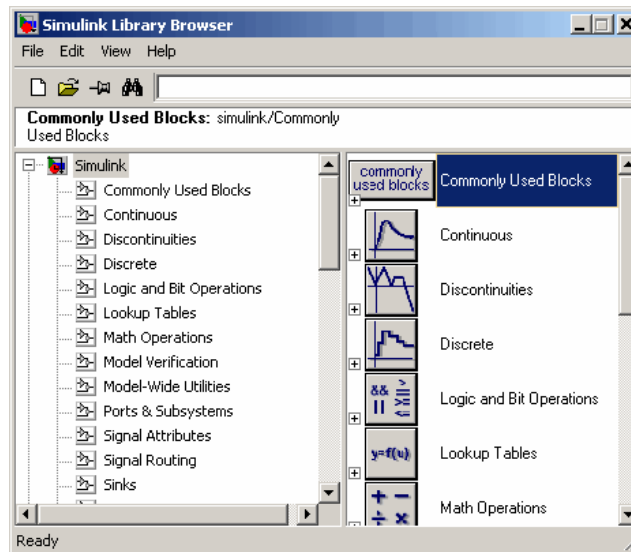 Simulink Library Browser
File Edit View Help
Commonly Used Blocks: simulink/Commonly
Used Blocks
Simulink
Commonly Used Blocks
Continuous
Discontinuities
Discrete
Logic and Bit Operations
Lookup Tables
Math Operations
Model Verification
Model-Wide Utilities
Ports & Subsystems
Signal Attributes
Signal Routing
Sinks
commonly
used blocks
Commonly Used Blocks
Continuous
Discontinuities
Discrete
&& >
>=
|| <=
Logic and Bit Operations
y=f(u)
Lookup Tables
+ −
÷ ×
Math Operations
Ready